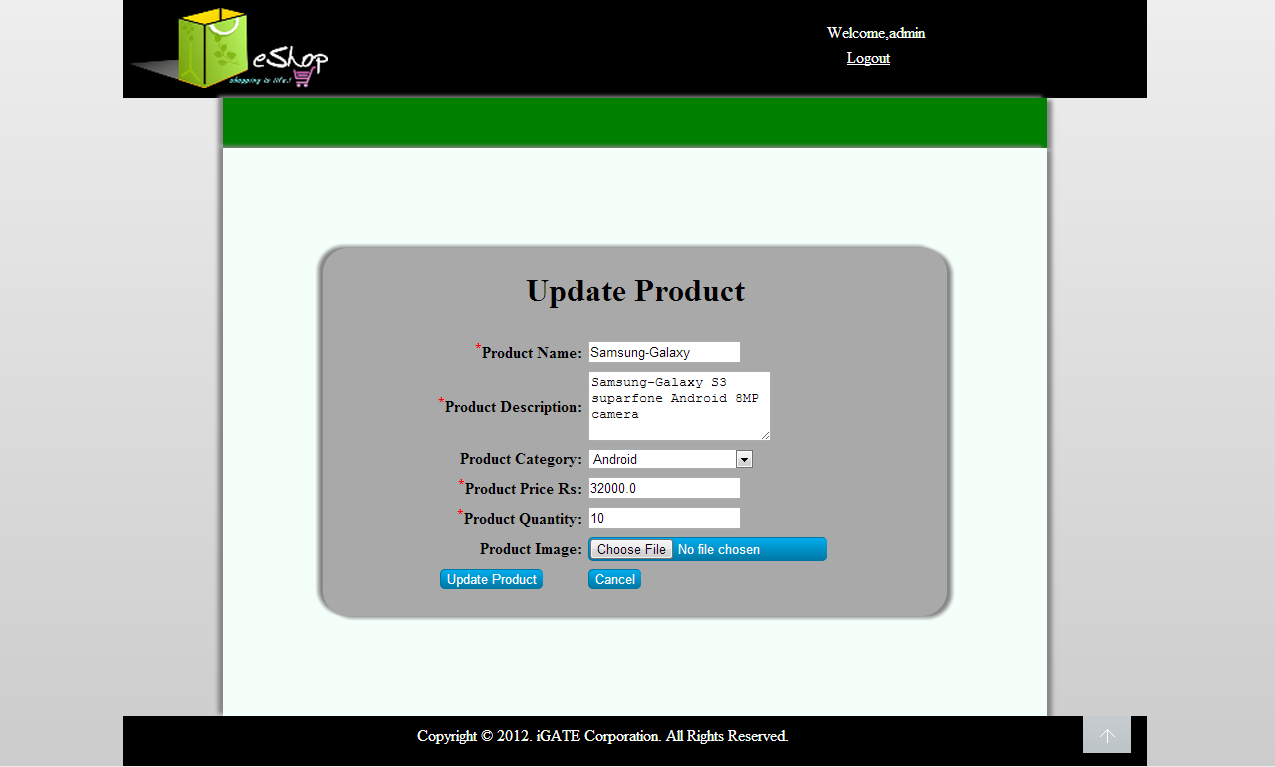 eShop
shopping is life.!
Welcome,admin
Logout
Update Product
*Product Name: Samsung-Galaxy
*Product Description: Samsung-Galaxy S3
suparfone Android 8MP
camera
Product Category: Android
*Product Price Rs: 32000.0
*Product Quantity: 10
Product Image: Choose File No file chosen
Update Product Cancel
Copyright © 2012. iGATE Corporation. All Rights Reserved.